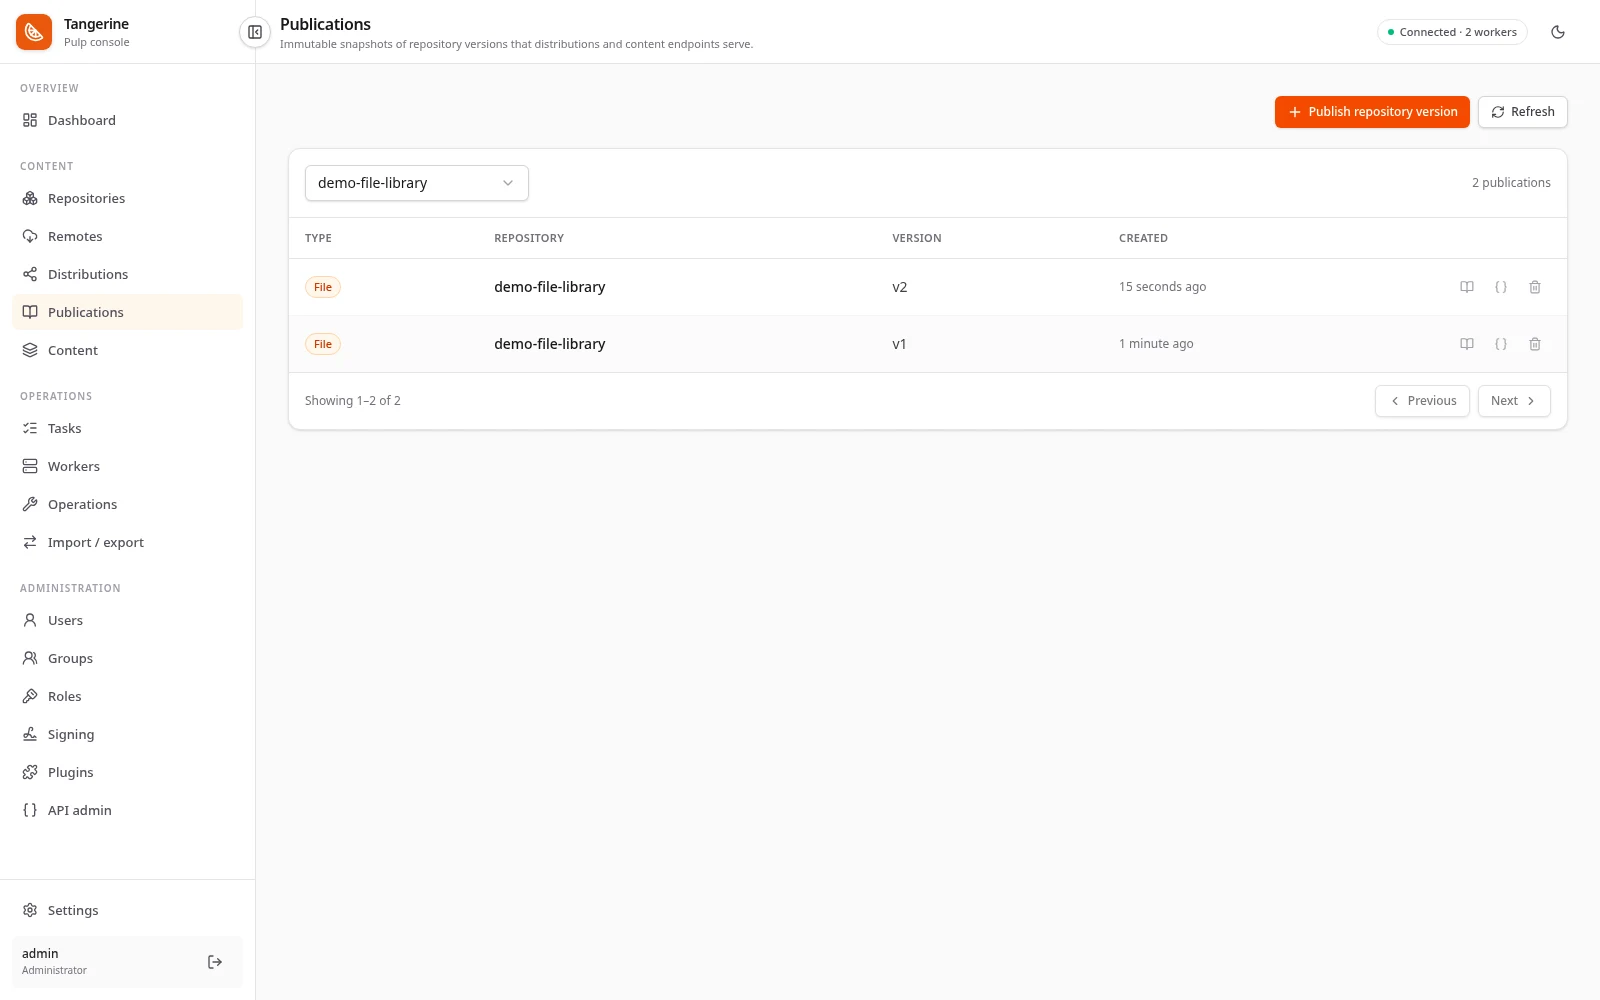 Tangerine
Pulp console
OVERVIEW
Dashboard
CONTENT
Repositories
Remotes
Distributions
Publications
Content
OPERATIONS
Tasks
Workers
Operations
Import / export
ADMINISTRATION
Users
Groups
Roles
Signing
Plugins
API admin
Settings
admin
Administrator
Publications
Immutable snapshots of repository versions that distributions and content endpoints serve.
Connected · 2 workers
Publish repository version
Refresh
demo-file-library
2 publications
TYPE REPOSITORY VERSION CREATED
File demo-file-library v2 15 seconds ago
File demo-file-library v1 1 minute ago
Showing 1–2 of 2
Previous
Next